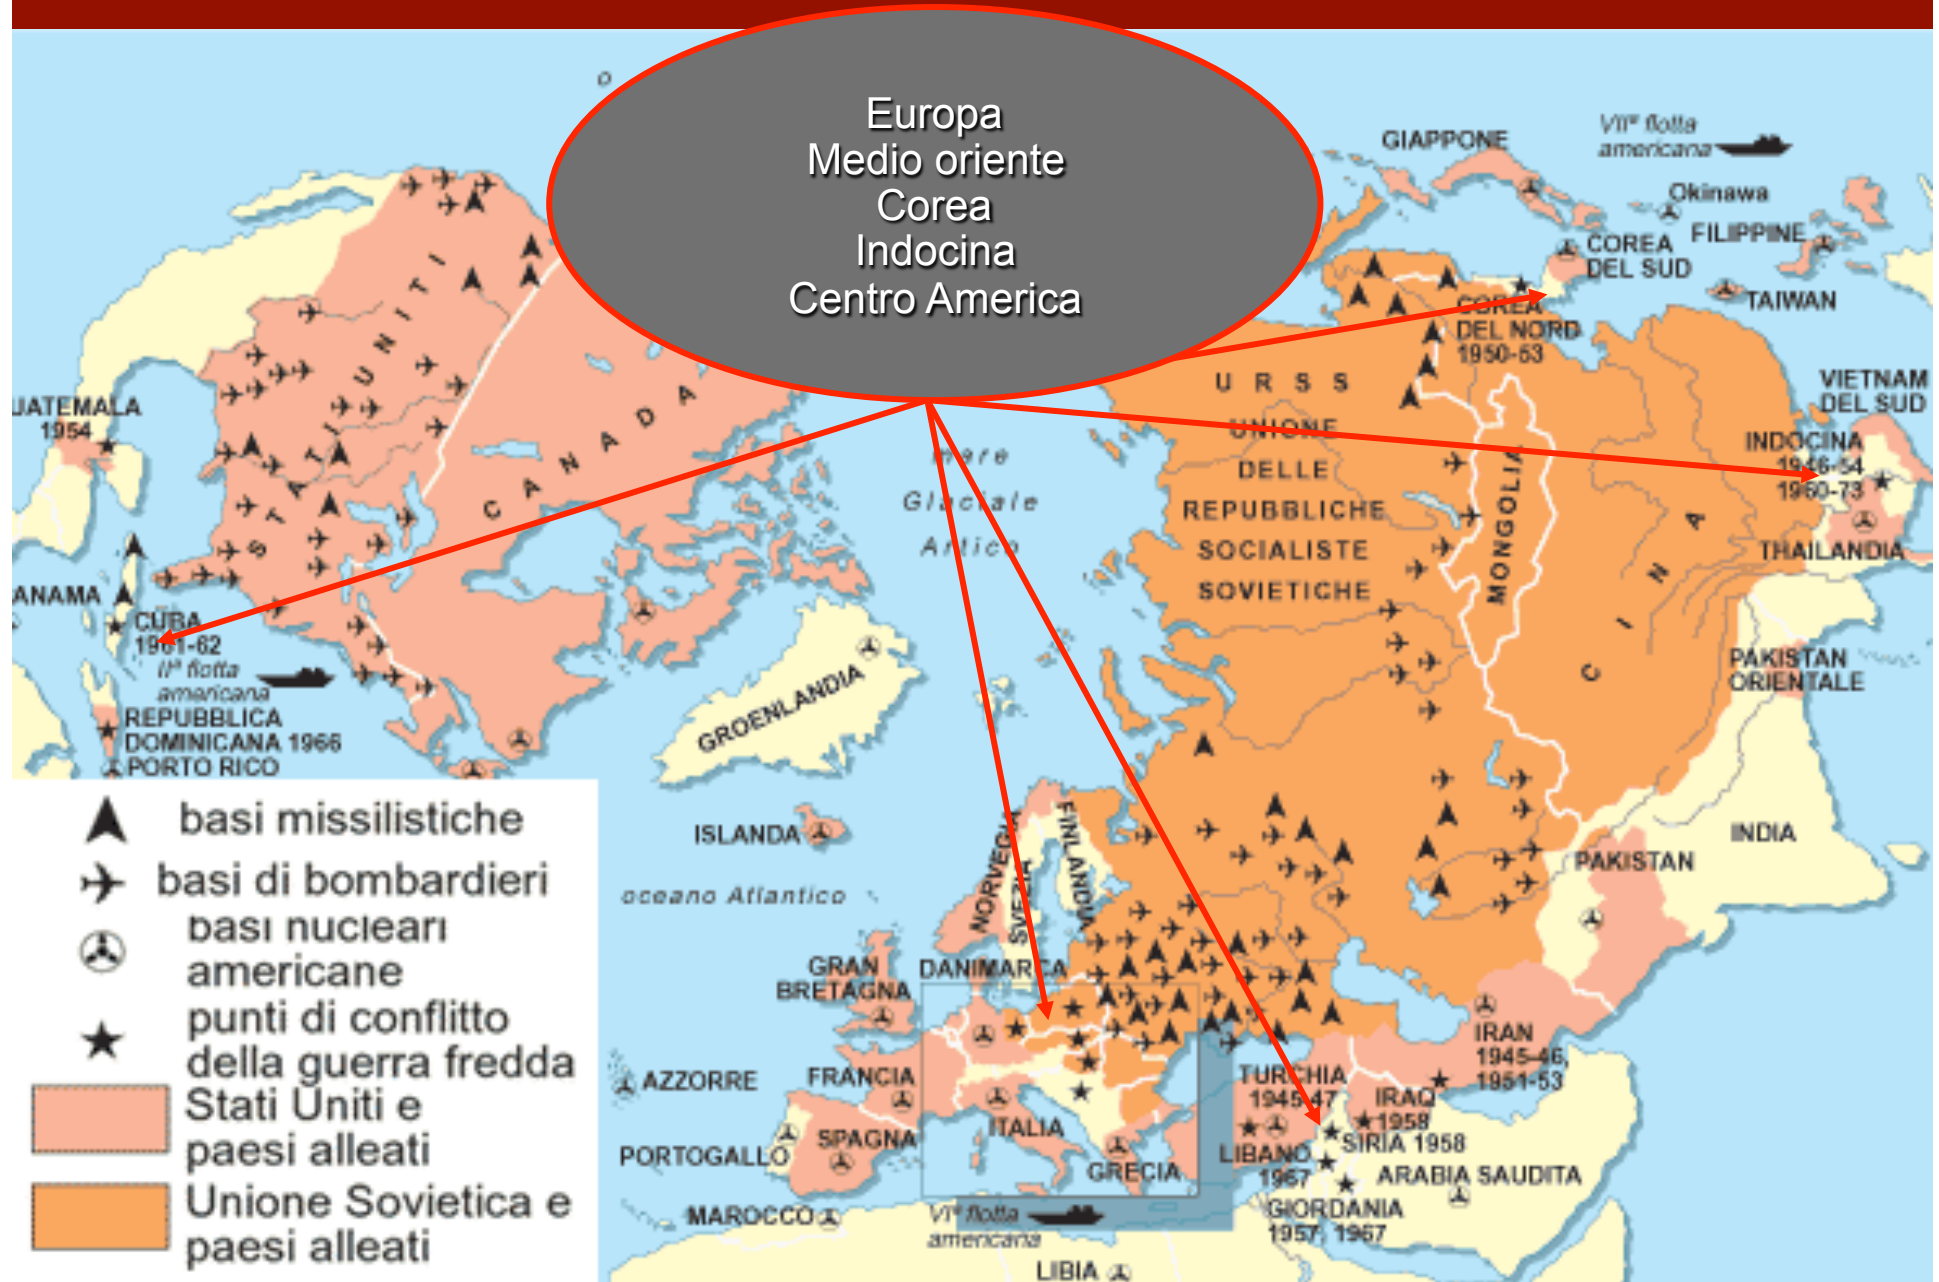 Europa
Medio oriente
Corea
Indocina
Centro America
o
GIAPPONE
VIIª flotta
americana
Okinawa
FILIPPINE
COREA
DEL SUD
TAIWAN
COREA
DEL NORD
1950-53
VIETNAM
DEL SUD
INDOCINA
1946-54
1960-73
THAILANDIA
STATI UNITI
CANADA
UATEMALA
1954
ANAMA
CUBA
1961-62
IIª flotta
americana
REPUBBLICA
DOMINICANA 1966
PORTO RICO
mare
Glaciale
Artico
URSS
UNIONE
DELLE
REPUBBLICHE
SOCIALISTE
SOVIETICHE
MONGOLIA
CINA
PAKISTAN
ORIENTALE
INDIA
PAKISTAN
GROENLANDIA
ISLANDA
oceano Atlantico
NORVEGIA
SVEZIA
FINLANDIA
GRAN
BRETAGNA
DANIMARCA
AZZORRE
FRANCIA
PORTOGALLO
SPAGNA
ITALIA
GRECIA
MAROCCO
VIª flotta
americana
LIBIA
TURCHIA
1945-47
IRAN
1945-46,
1951-53
IRAQ
1958
SIRIA 1958
LIBANO
1967
ARABIA SAUDITA
GIORDANIA
1957, 1967
basi missilistiche
basi di bombardieri
basi nucleari
americane
punti di conflitto
della guerra fredda
Stati Uniti e
paesi alleati
Unione Sovietica e
paesi alleati